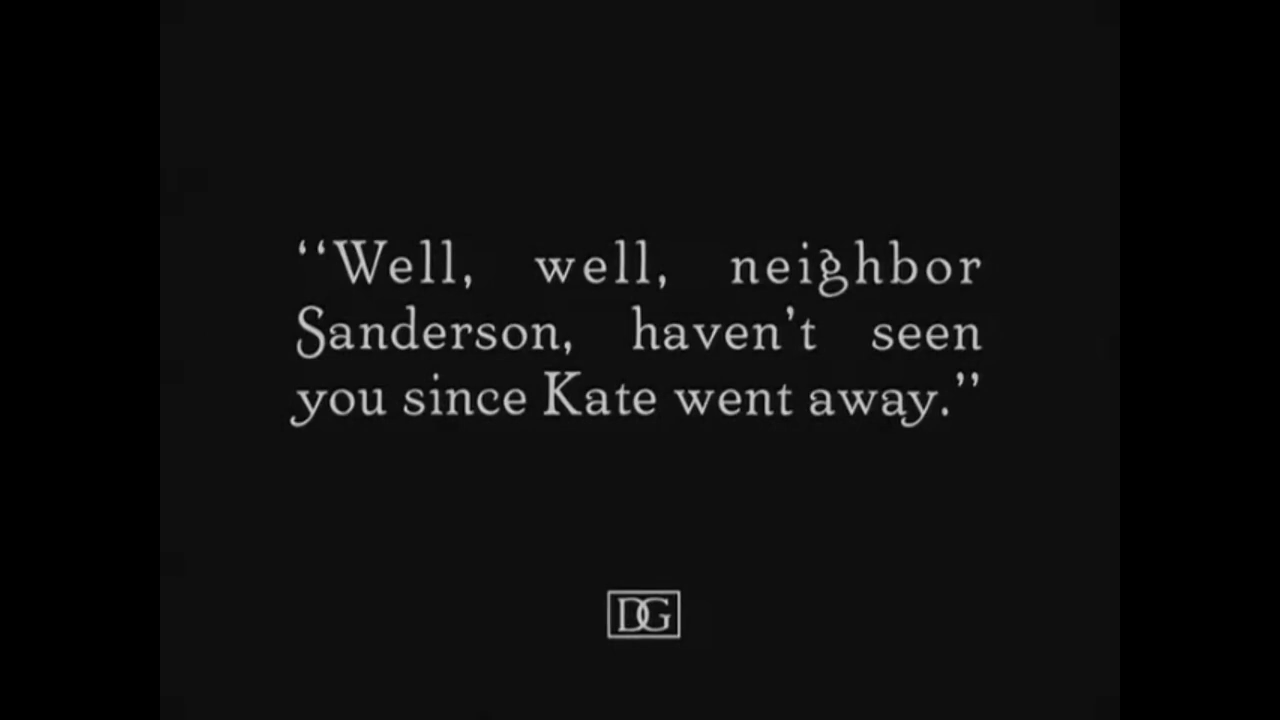 ‘‘Well, well, neighbor
Sanderson, haven’t seen
you since Kate went away.’’
DG